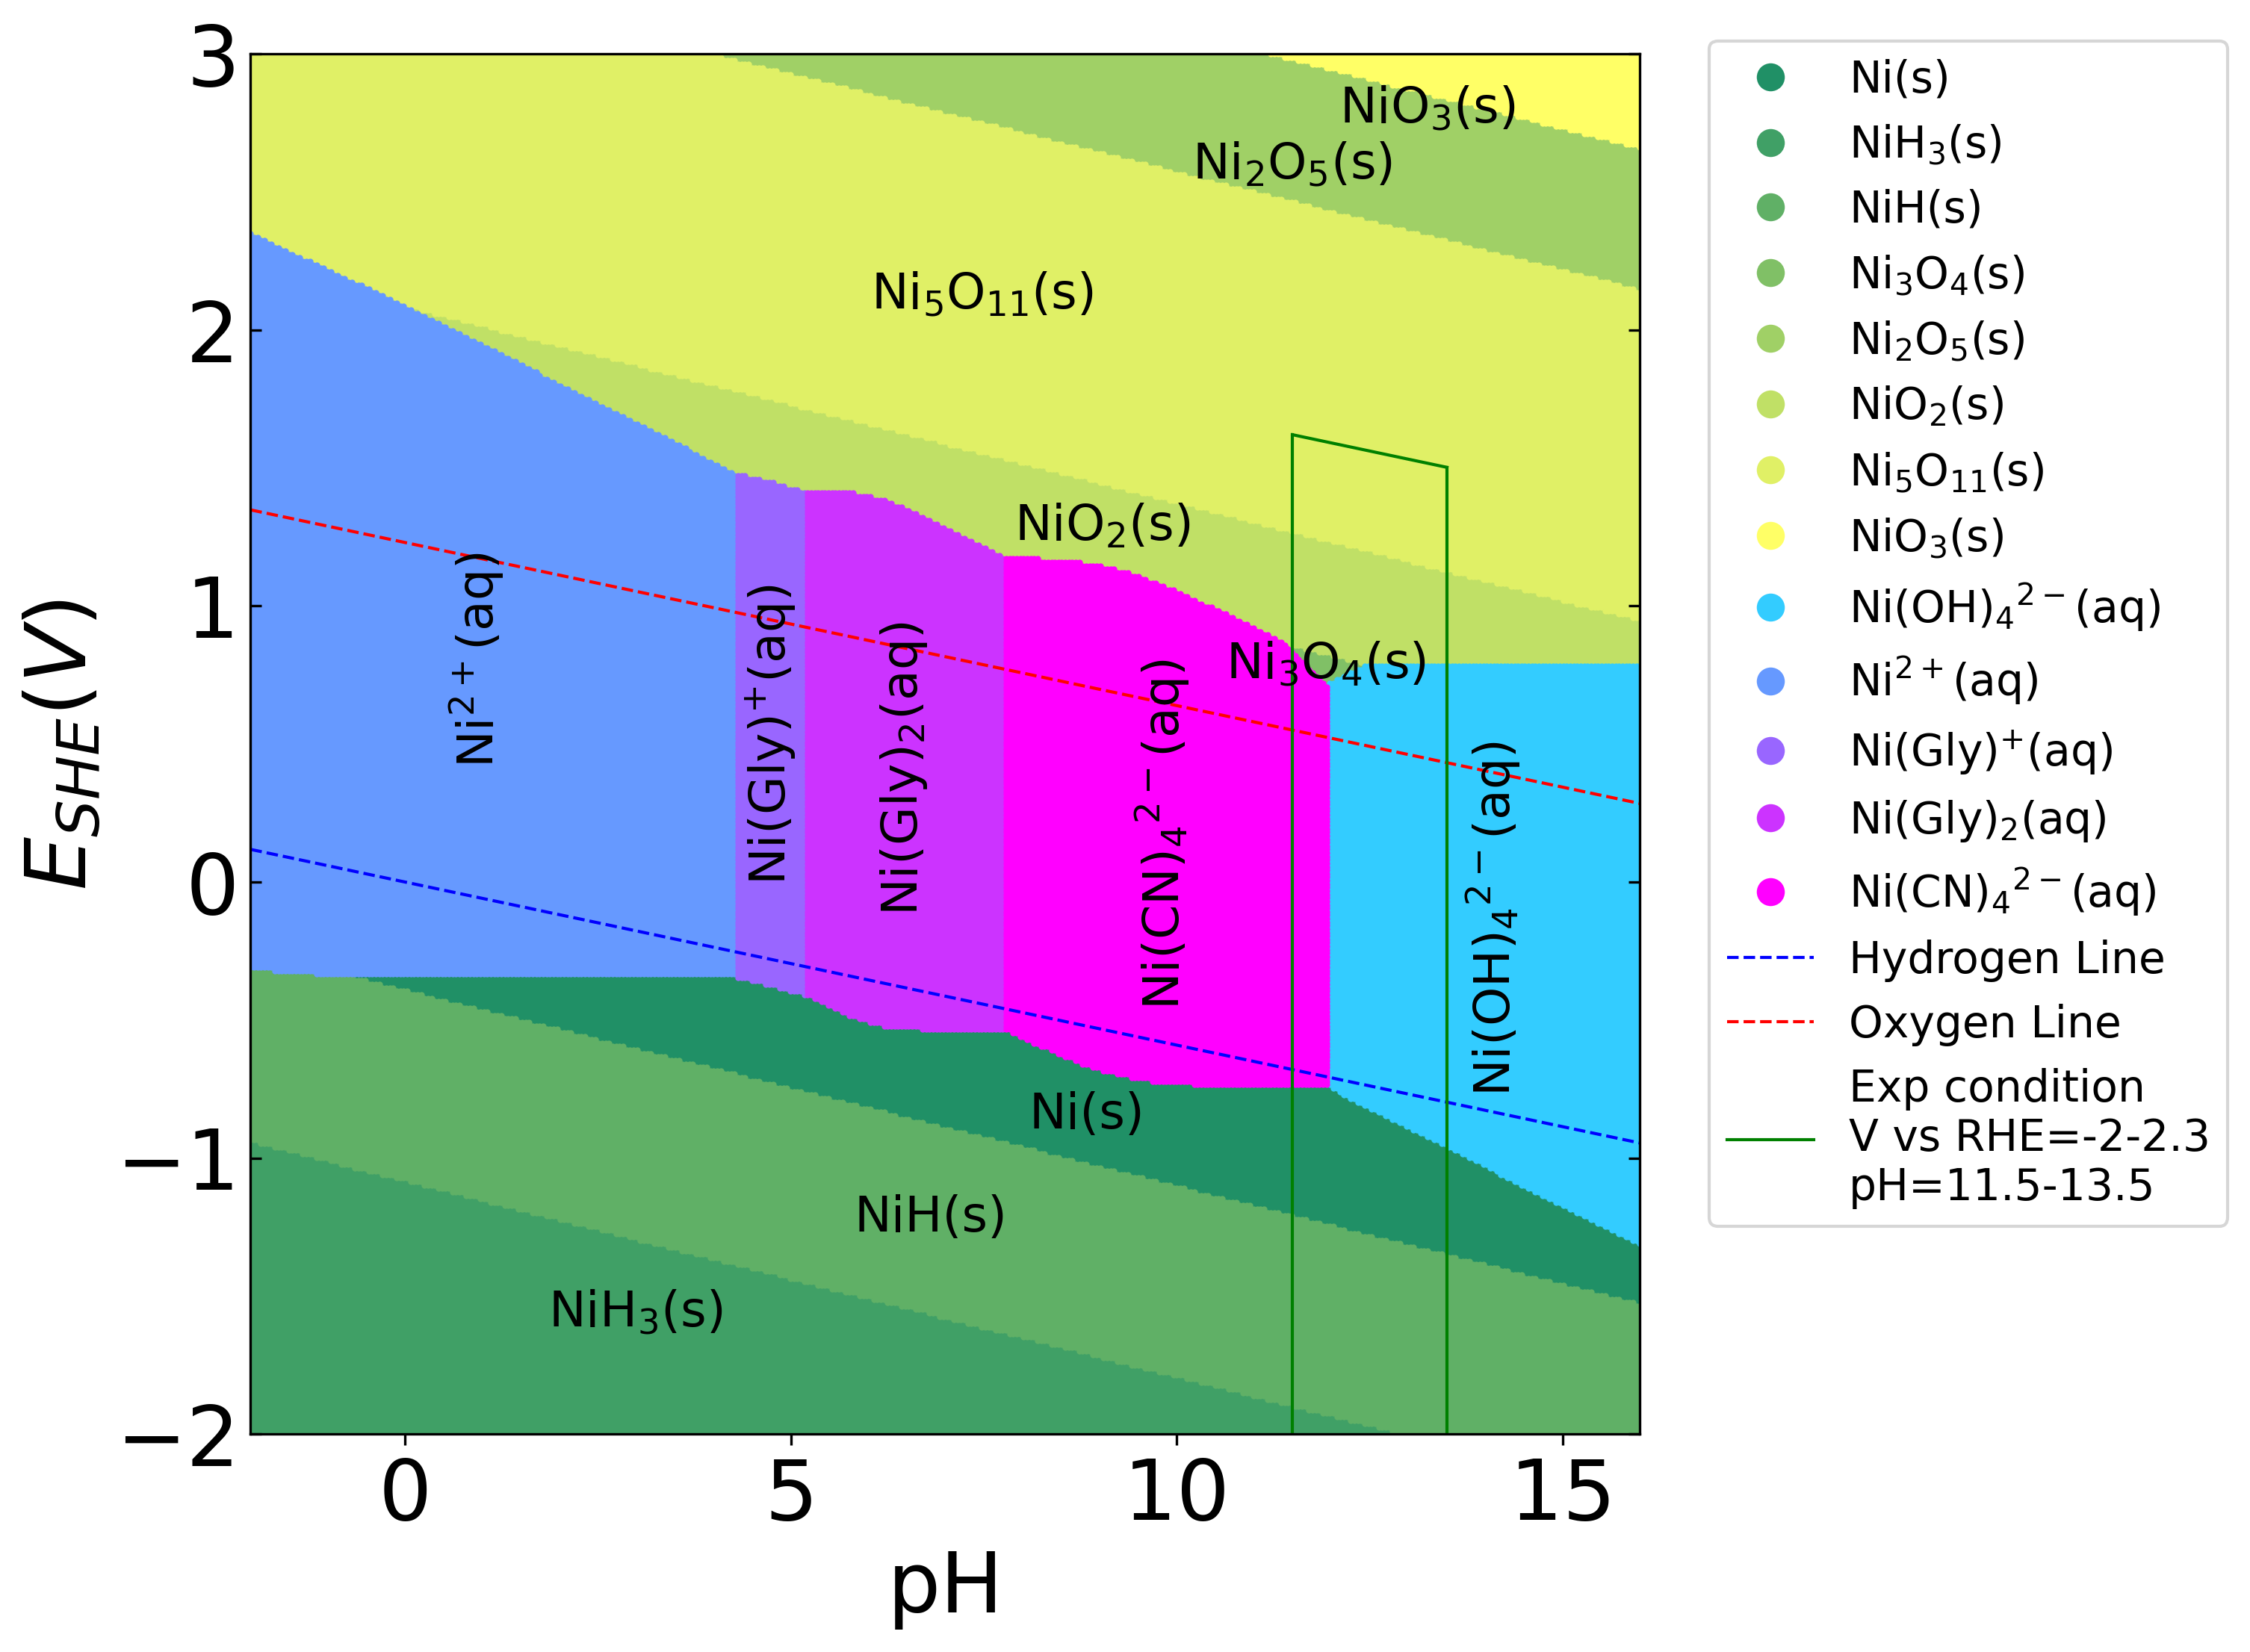 3
2
1
0
−1
−2
E_SHE(V)
0 5 10 15
pH
NiO₃(s)
Ni₂O₅(s)
Ni₅O₁₁(s)
NiO₂(s)
Ni₃O₄(s)
Ni²⁺(aq)
Ni(Gly)⁺(aq)
Ni(Gly)₂(aq)
Ni(CN)₄²⁻(aq)
Ni(OH)₄²⁻(aq)
Ni(s)
NiH(s)
NiH₃(s)
Ni(s)
NiH₃(s)
NiH(s)
Ni₃O₄(s)
Ni₂O₅(s)
NiO₂(s)
Ni₅O₁₁(s)
NiO₃(s)
Ni(OH)₄²⁻(aq)
Ni²⁺(aq)
Ni(Gly)⁺(aq)
Ni(Gly)₂(aq)
Ni(CN)₄²⁻(aq)
Hydrogen Line
Oxygen Line
Exp condition
V vs RHE=-2-2.3
pH=11.5-13.5